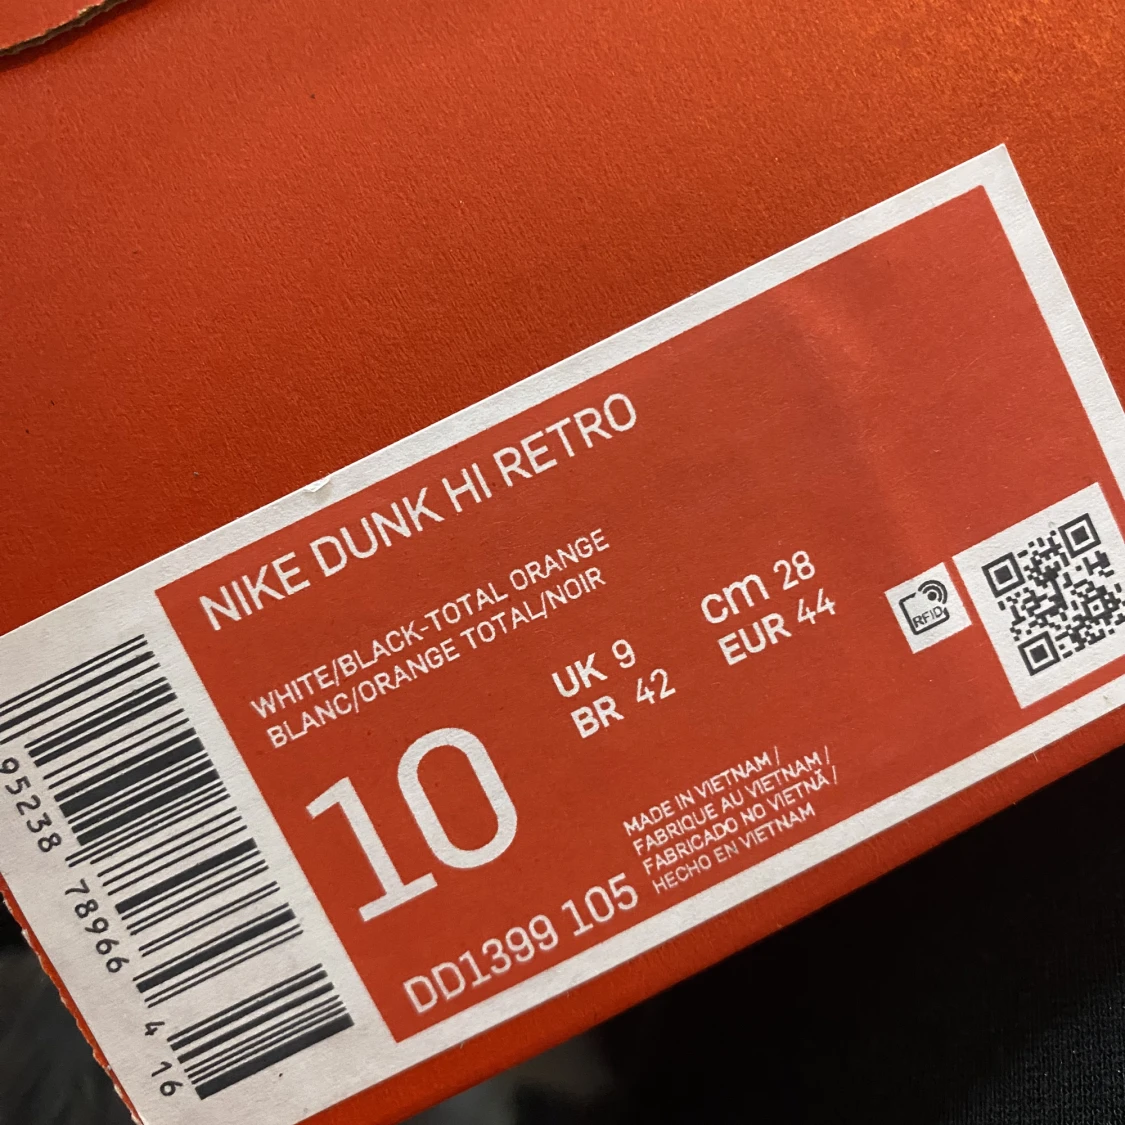 NIKE DUNK HI RETRO
WHITE/BLACK-TOTAL ORANGE
BLANC/ORANGE TOTAL/NOIR
10
UK 9
BR 42
cm 28
EUR 44
RFID
MADE IN VIETNAM /
FABRIQUE AU VIETNAM /
FABRICADO NO VIETNÃ /
HECHO EN VIETNAM
DD1399 105
95238 78966 4 16